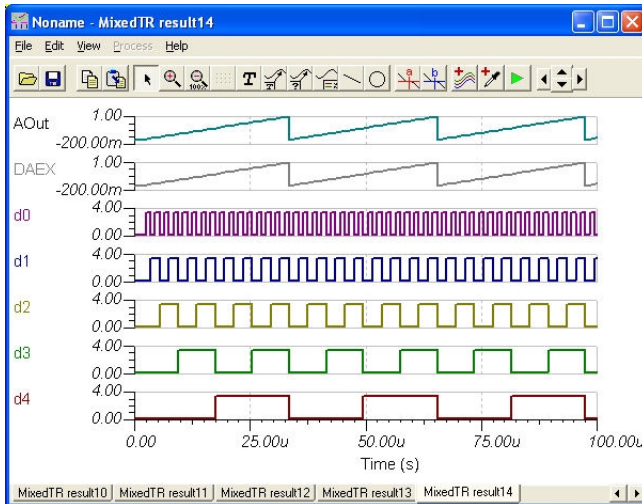 Noname - MixedTR result14
File Edit View Process Help
T
100%
a b
AOut 1.00
-200.00m
DAEX 1.00
-200.00m
d0 4.00
0.00
d1 4.00
0.00
d2 4.00
0.00
d3 4.00
0.00
d4 4.00
0.00
0.00 25.00u 50.00u 75.00u 100.00u
Time (s)
MixedTR result10 MixedTR result11 MixedTR result12 MixedTR result13 MixedTR result14